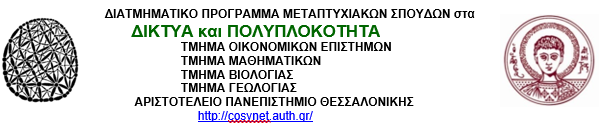 ΔΙΑΤΜΗΜΑΤΙΚΟ ΠΡΟΓΡΑΜΜΑ ΜΕΤΑΠΤΥΧΙΑΚΩΝ ΣΠΟΥΔΩΝ στα
ΔΙΚΤΥΑ και ΠΟΛΥΠΛΟΚΟΤΗΤΑ
ΤΜΗΜΑ ΟΙΚΟΝΟΜΙΚΩΝ ΕΠΙΣΤΗΜΩΝ
ΤΜΗΜΑ ΜΑΘΗΜΑΤΙΚΩΝ
ΤΜΗΜΑ ΒΙΟΛΟΓΙΑΣ
ΤΜΗΜΑ ΓΕΩΛΟΓΙΑΣ
ΑΡΙΣΤΟΤΕΛΕΙΟ ΠΑΝΕΠΙΣΤΗΜΙΟ ΘΕΣΣΑΛΟΝΙΚΗΣ
http://cosynet.auth.gr/